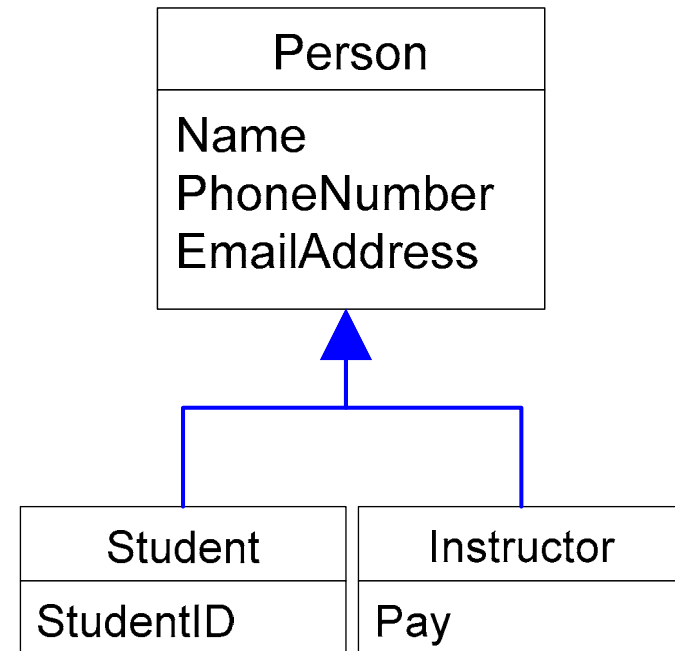 Person
Name
PhoneNumber
EmailAddress
Student
StudentID
Instructor
Pay